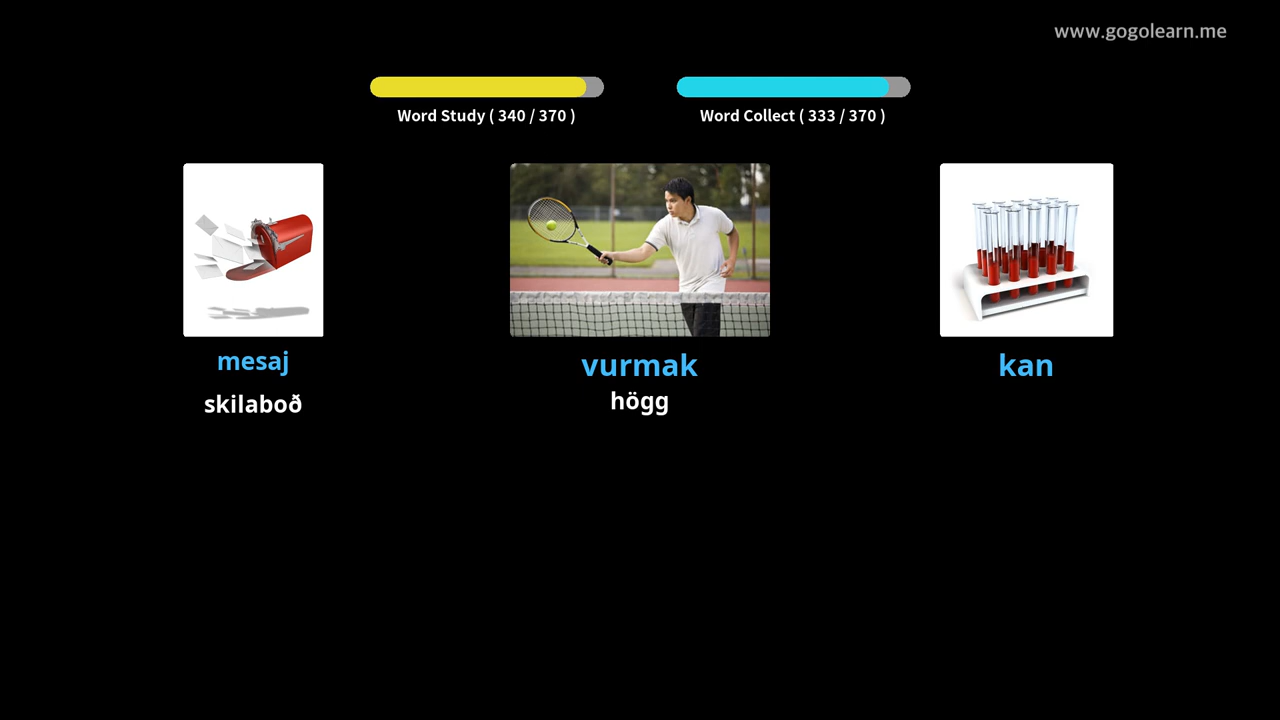 www.gogolearn.me
Word Study ( 340 / 370 )
Word Collect ( 333 / 370 )
mesaj
skilaboð
vurmak
högg
kan